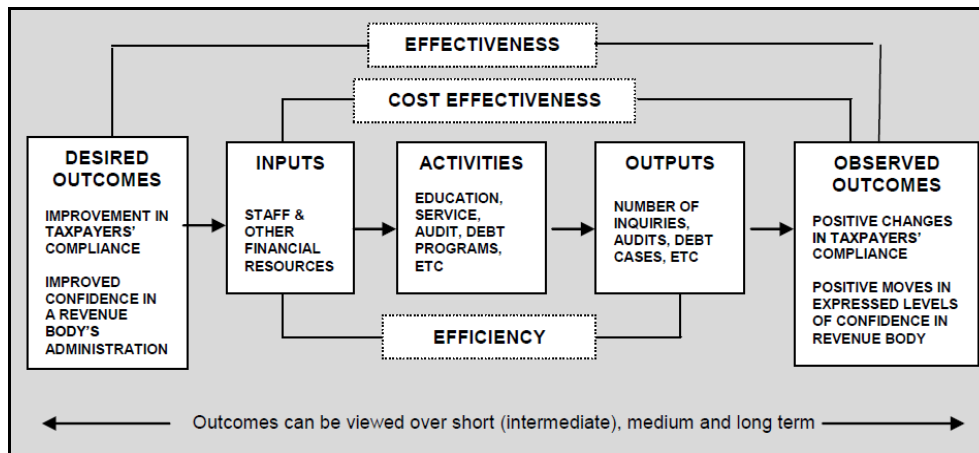 EFFECTIVENESS
COST EFFECTIVENESS
DESIRED
OUTCOMES
IMPROVEMENT IN
TAXPAYERS'
COMPLIANCE
IMPROVED
CONFIDENCE IN
A REVENUE
BODY'S
ADMINISTRATION
INPUTS
STAFF &
OTHER
FINANCIAL
RESOURCES
ACTIVITIES
EDUCATION,
SERVICE,
AUDIT, DEBT
PROGRAMS,
ETC
OUTPUTS
NUMBER OF
INQUIRIES,
AUDITS, DEBT
CASES, ETC
OBSERVED
OUTCOMES
POSITIVE CHANGES
IN TAXPAYERS'
COMPLIANCE
POSITIVE MOVES IN
EXPRESSED LEVELS
OF CONFIDENCE IN
REVENUE BODY
EFFICIENCY
Outcomes can be viewed over short (intermediate), medium and long term